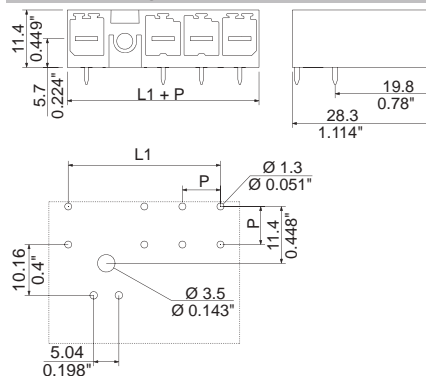 11.4
0.449"
5.7
0.224"
L1 + P
19.8
0.78"
28.3
1.114"
L1
Ø 1.3
Ø 0.051"
P
P
11.4
0.448"
10.16
0.4"
Ø 3.5
Ø 0.143"
5.04
0.198"